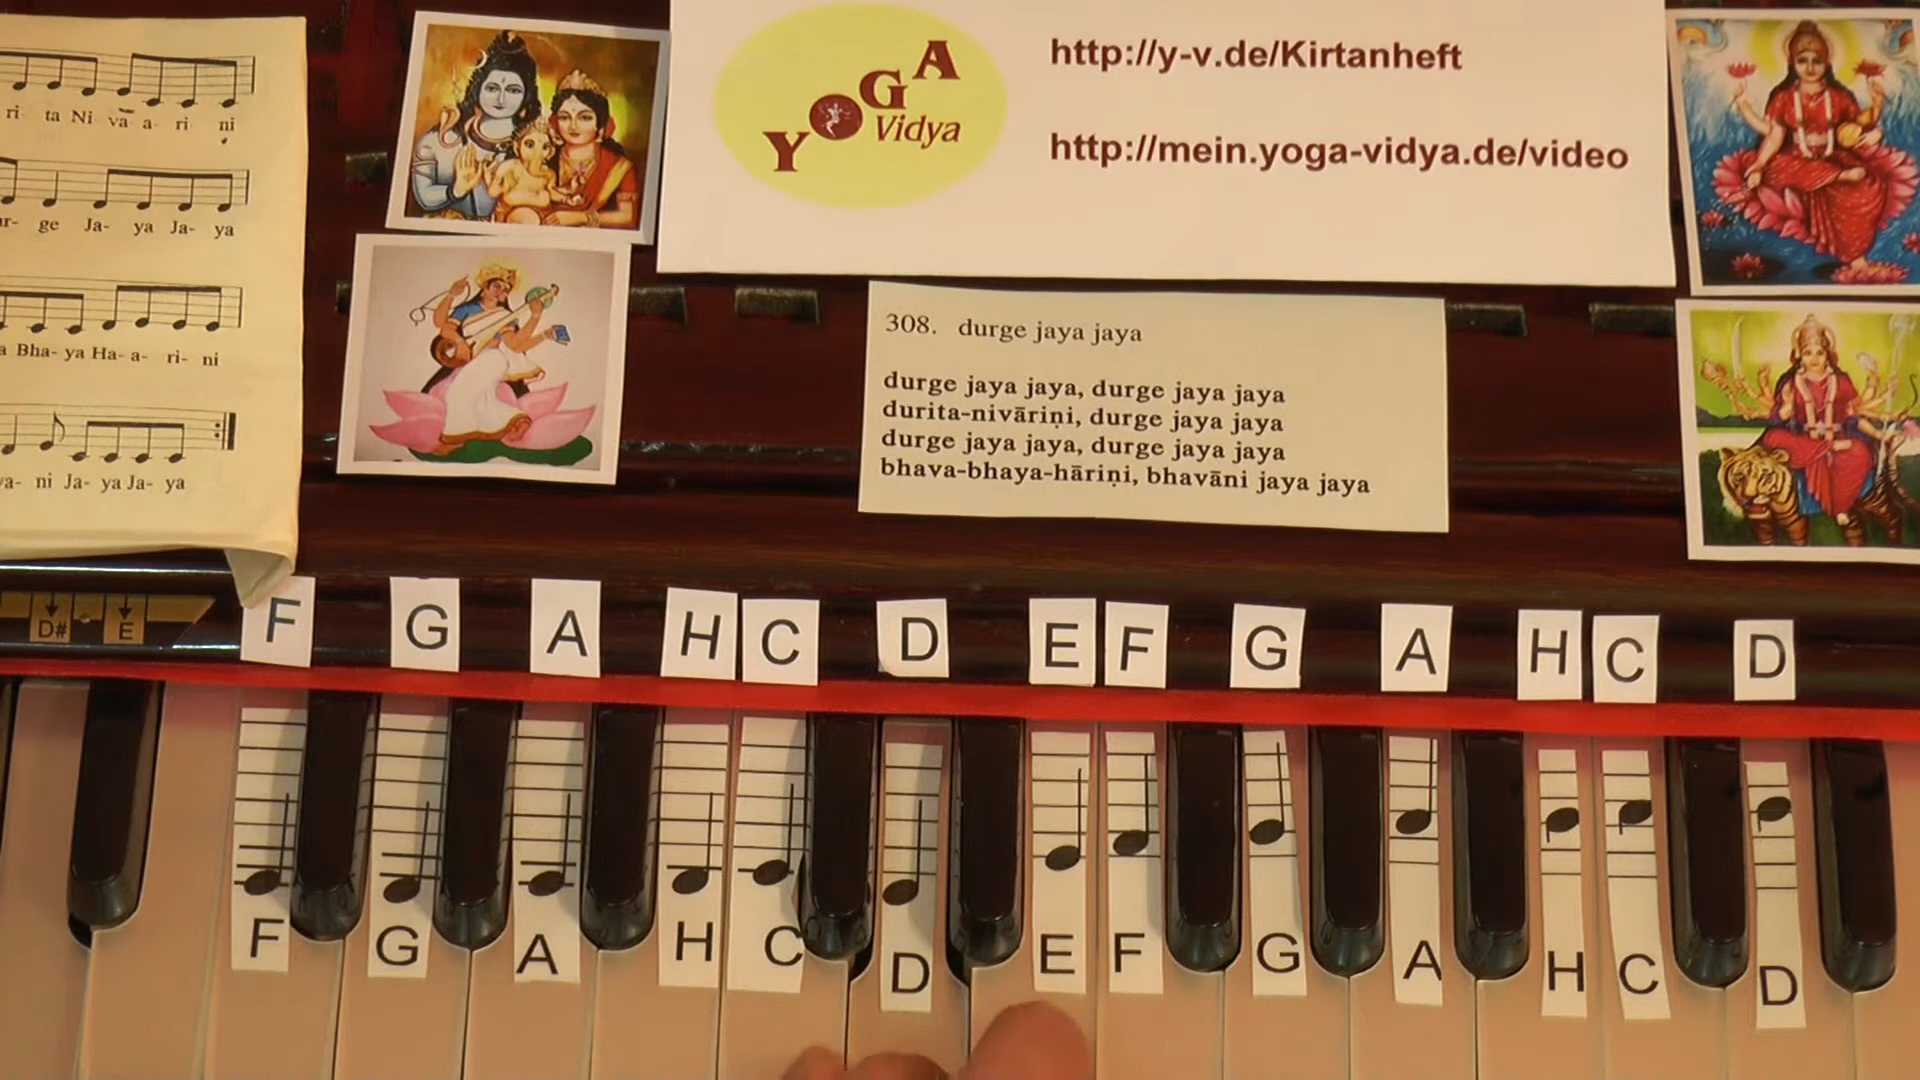 ri- ta Ni- vā- a- ri- ni
ge Ja- ya Ja- ya
Bha- ya Ha- a- ri- ni
ni Ja- ya Ja- ya
YOGA
Vidya
http://y-v.de/Kirtanheft
http://mein.yoga-vidya.de/video
308. durge jaya jaya
durge jaya jaya, durge jaya jaya
durita-nivāriṇi, durge jaya jaya
durge jaya jaya, durge jaya jaya
bhava-bhaya-hāriṇi, bhavāni jaya jaya
D# E
F G A H C D E F G A H C D
F G A H C D E F G A H C D